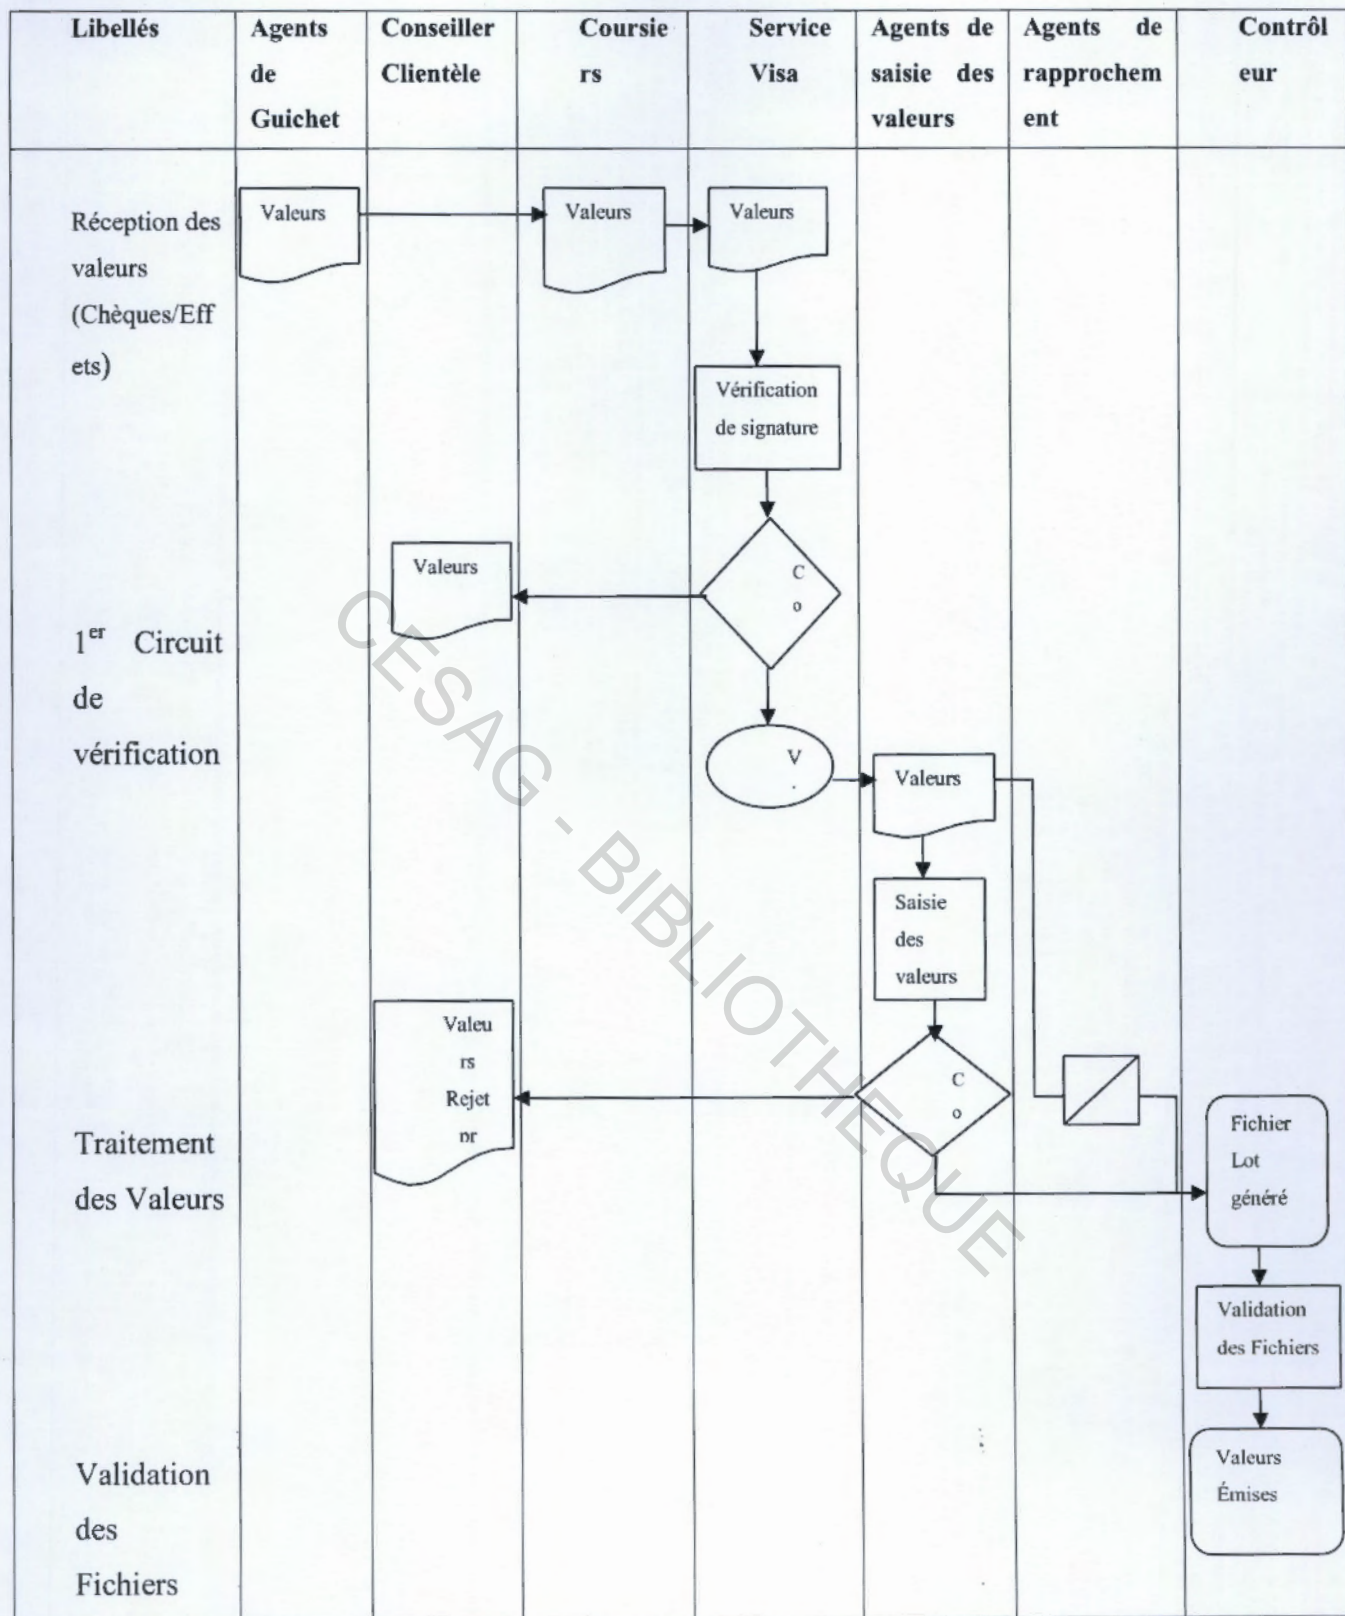 Libellés
Agents
de
Guichet
Conseiller
Clientèle
Coursie
rs
Service
Visa
Agents de
saisie des
valeurs
Agents de
rapprochem
ent
Contrôl
eur
Réception des
valeurs
(Chèques/Eff
ets)
Valeurs
Valeurs
Valeurs
Vérification
de signature
1er Circuit
de
vérification
Valeurs
C
o
V
.
Valeurs
Saisie
des
valeurs
Traitement
des Valeurs
Valeu
rs
Rejet
C
o
Fichier
Lot
généré
Validation
des Fichiers
Validation
des
Fichiers
Valeurs
Émises
CESAG - BIBLIOTHEQUE